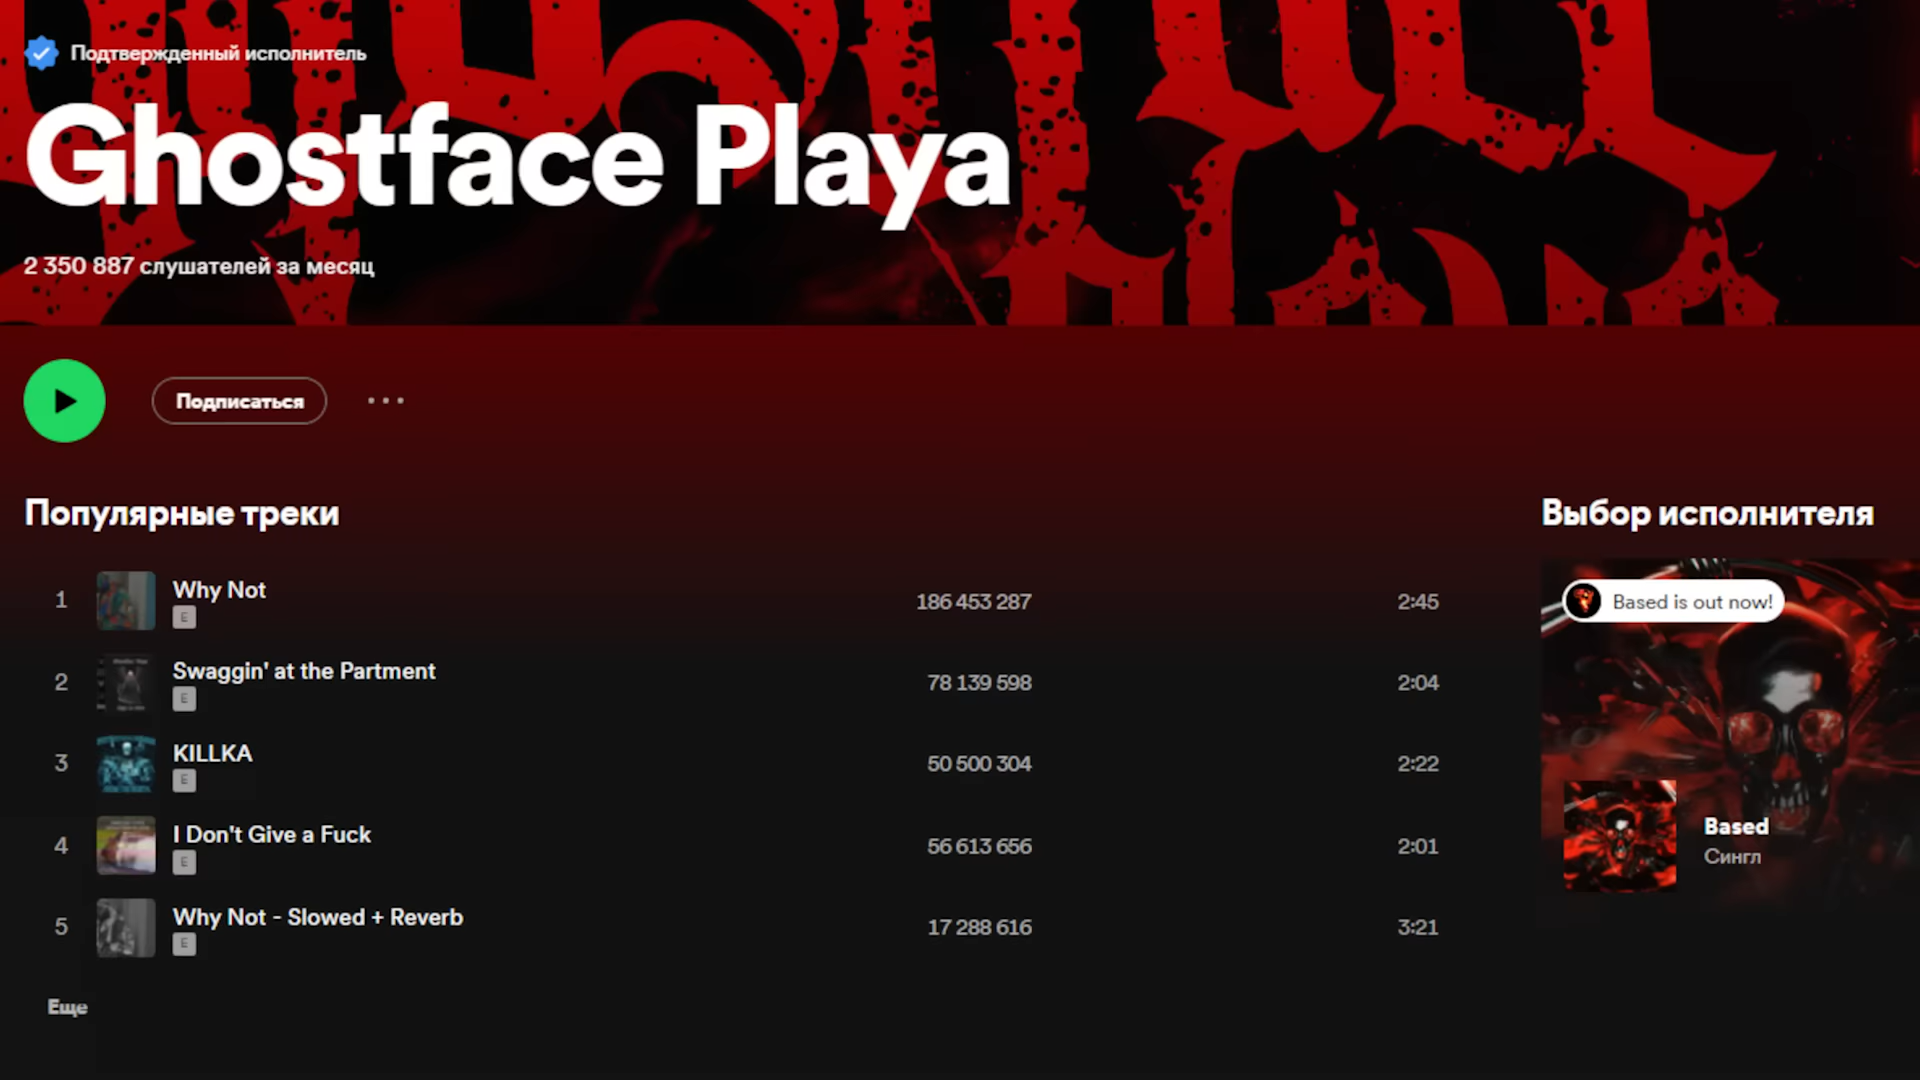 Подтвержденный исполнитель
Ghostface Playa
2 350 887 слушателей за месяц
Подписаться
Популярные треки
1
Why Not
E
186 453 287
2:45
2
Swaggin' at the Partment
E
78 139 598
2:04
3
KILLKA
E
50 500 304
2:22
4
I Don't Give a Fuck
E
56 613 656
2:01
5
Why Not - Slowed + Reverb
E
17 288 616
3:21
Еще
Выбор исполнителя
Based is out now!
Based
Сингл